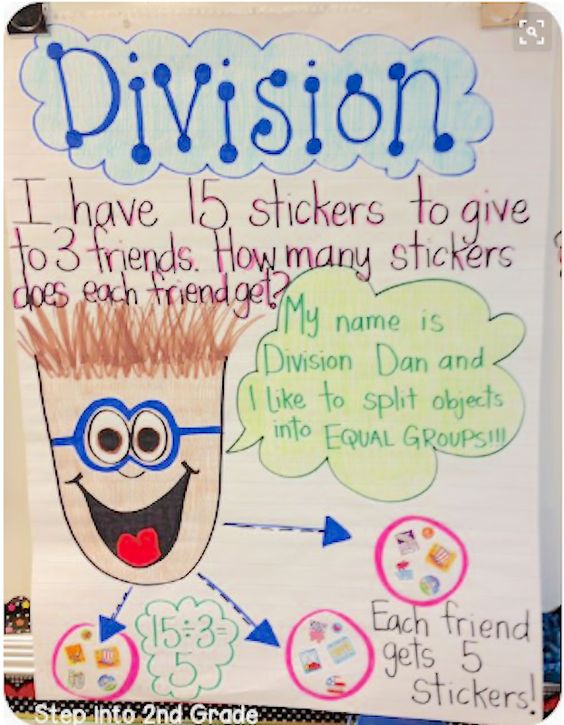 Division
I have 15 stickers to give
to 3 friends. How many stickers
does each friend get?
My name is
Division Dan and
I like to split objects
into EQUAL GROUPS!!!
15÷3=
5
Each friend
gets 5
stickers!
Step into 2nd Grade